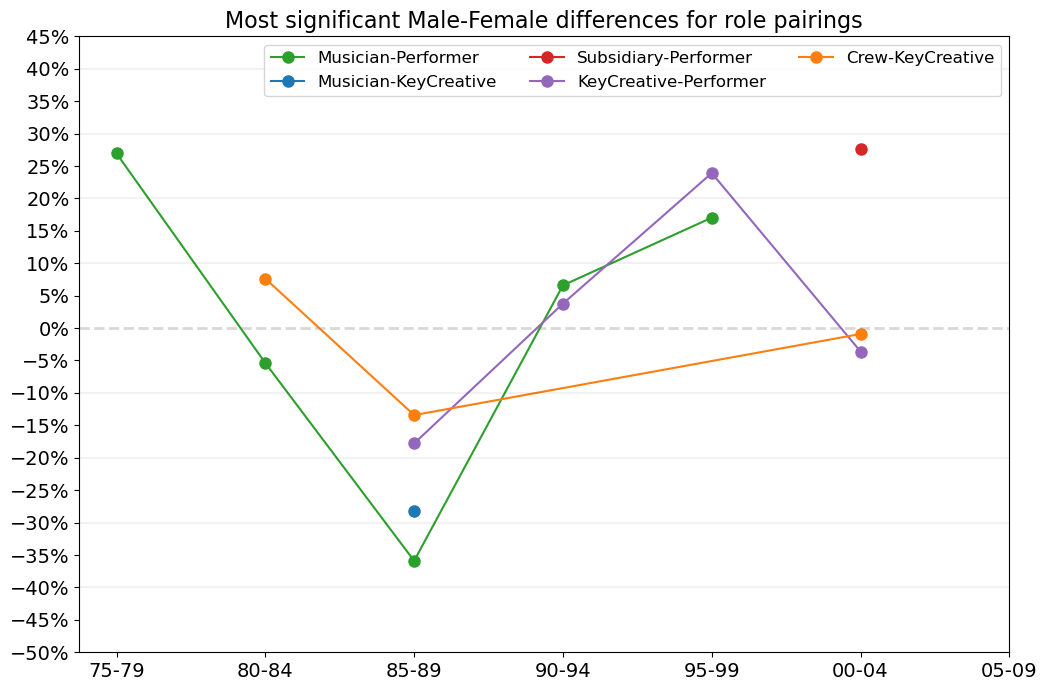 Most significant Male-Female differences for role pairings
Musician-Performer
Musician-KeyCreative
Subsidiary-Performer
KeyCreative-Performer
Crew-KeyCreative
45%
40%
35%
30%
25%
20%
15%
10%
5%
0%
−5%
−10%
−15%
−20%
−25%
−30%
−35%
−40%
−45%
−50%
75-79 80-84 85-89 90-94 95-99 00-04 05-09